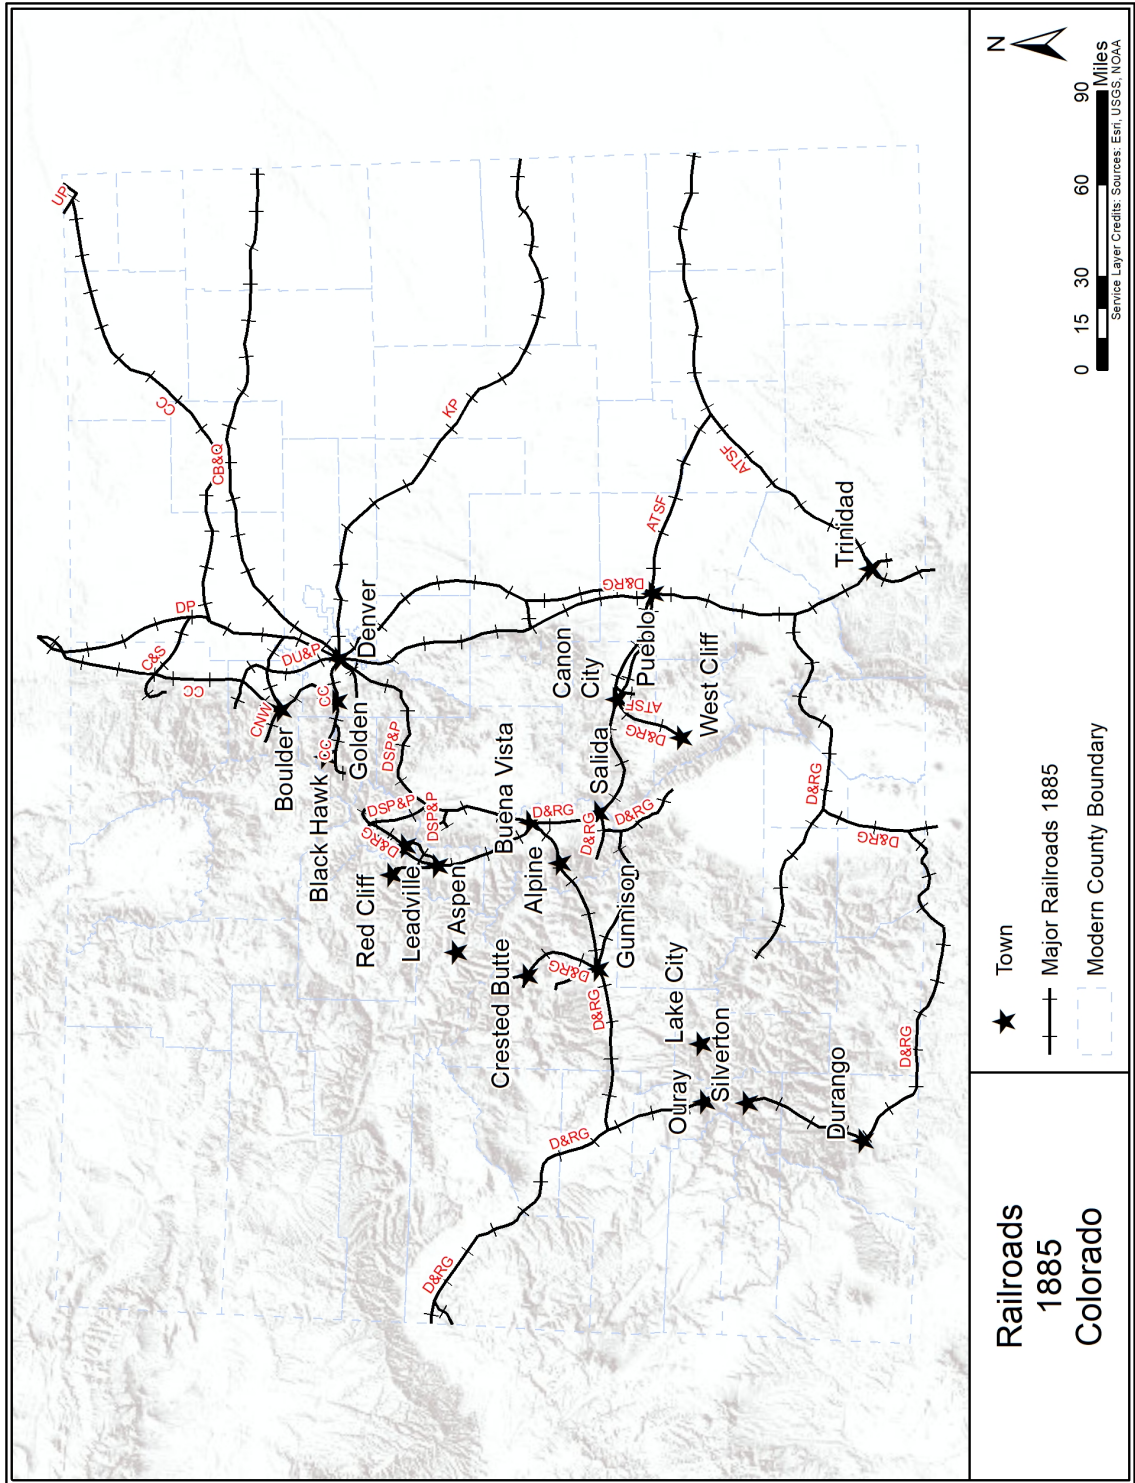 UP
CC
CB&Q
DP
C&S
CC
CNW
DU&P
CC
CC
KP
Boulder
Denver
Golden
Black Hawk
DSP&P
DSP&P
DSP&P
D&RG
Red Cliff
Leadville
Aspen
Buena Vista
Alpine
D&RG
D&RG
D&RG
Salida
Canon
City
Pueblo
D&RG
ATSF
ATSF
ATSF
D&RG
West Cliff
Trinidad
Crested Butte
D&RG
D&RG
Gunnison
Lake City
Ouray
Silverton
Durango
D&RG
D&RG
D&RG
D&RG
D&RG
Railroads
1885
Colorado
Town
Major Railroads 1885
Modern County Boundary
N
0 15 30 60 90
Miles
Service Layer Credits: Sources: Esri, USGS, NOAA